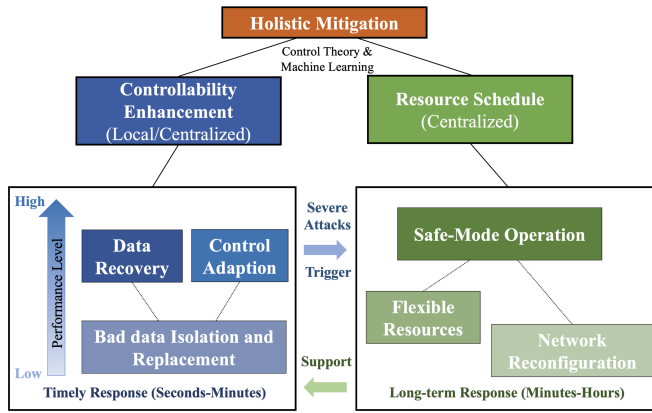 Holistic Mitigation
Control Theory &
Machine Learning
Controllability
Enhancement
(Local/Centralized)
Resource Schedule
(Centralized)
High
Performance Level
Low
Data
Recovery
Control
Adaption
Bad data Isolation and
Replacement
Timely Response (Seconds-Minutes)
Severe
Attacks
Trigger
Support
Safe-Mode Operation
Flexible
Resources
Network
Reconfiguration
Long-term Response (Minutes-Hours)